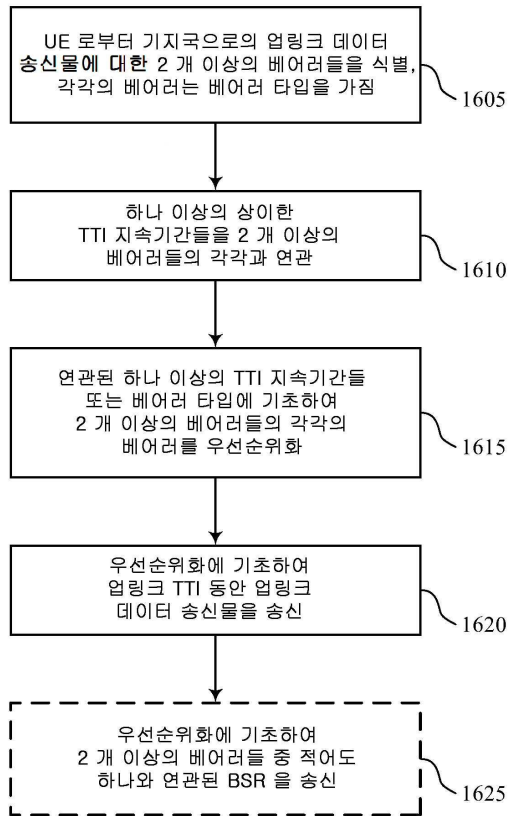 UE 로부터 기지국으로의 업링크 데이터
송신물에 대한 2 개 이상의 베어러들을 식별,
각각의 베어러는 베어러 타입을 가짐
1605
하나 이상의 상이한
TTI 지속기간들을 2 개 이상의
베어러들의 각각과 연관
1610
연관된 하나 이상의 TTI 지속기간들
또는 베어러 타입에 기초하여
2 개 이상의 베어러들의 각각의
베어러를 우선순위화
1615
우선순위화에 기초하여
업링크 TTI 동안 업링크
데이터 송신물을 송신
1620
우선순위화에 기초하여
2 개 이상의 베어러들 중 적어도
하나와 연관된 BSR 을 송신
1625